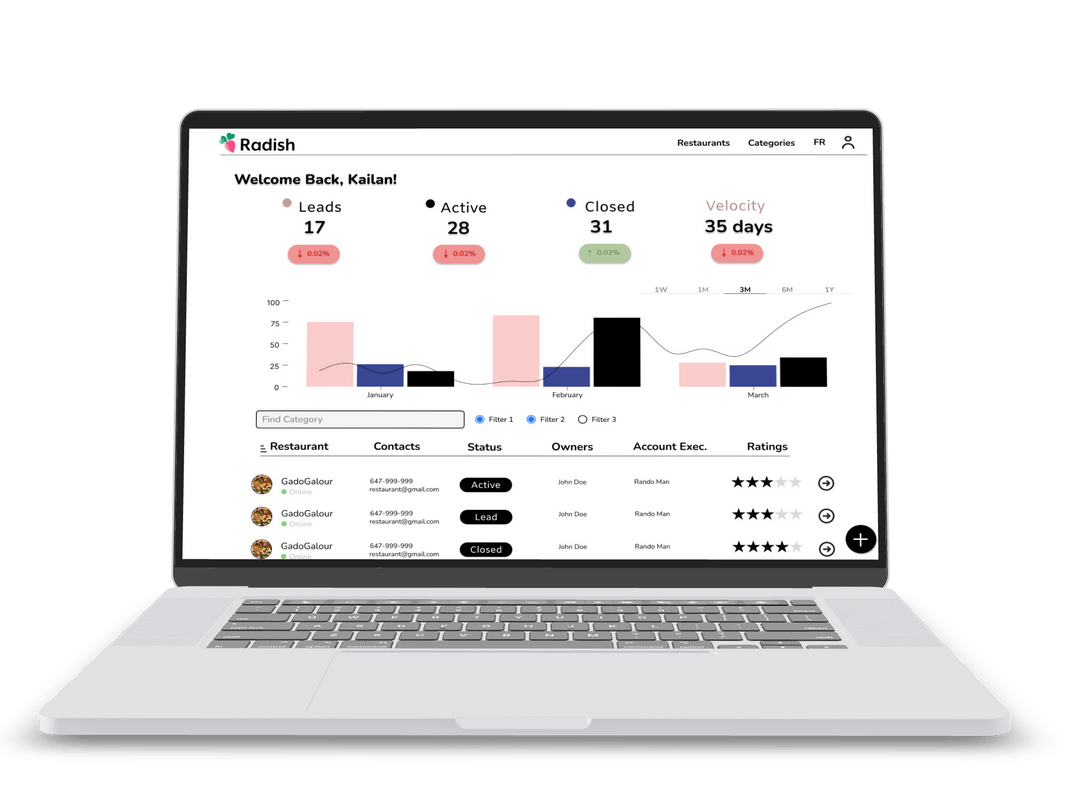 Radish
Restaurants Categories FR
Welcome Back, Kailan!
Leads Active Closed Velocity
17 28 31 35 days
↓ 0.02% ↓ 0.02% ↑ 0.02% ↓ 0.02%
1W 1M 3M 6M 1Y
100
75
50
25
0
January February March
Find Category Filter 1 Filter 2 Filter 3
Restaurant Contacts Status Owners Account Exec. Ratings
GadoGalour 647-999-999 Active John Doe Rando Man
Online restaurant@gmail.com
GadoGalour 647-999-999 Lead John Doe Rando Man
Online restaurant@gmail.com
GadoGalour 647-999-999 Closed John Doe Rando Man
Online restaurant@gmail.com